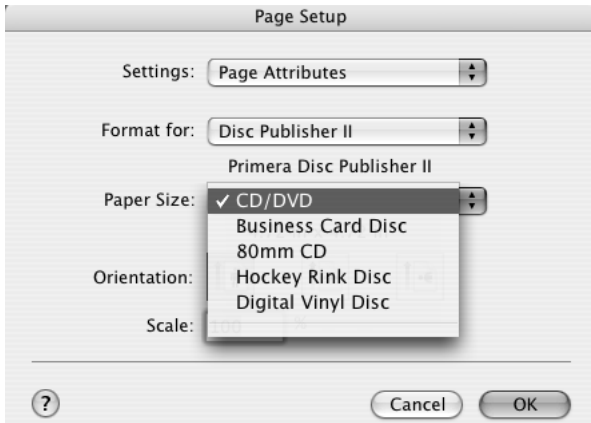 Page Setup
Settings: Page Attributes
Format for: Disc Publisher II
Primera Disc Publisher II
Paper Size: ✓ CD/DVD
Business Card Disc
80mm CD
Hockey Rink Disc
Digital Vinyl Disc
Orientation:
Scale: 100 %
? Cancel OK